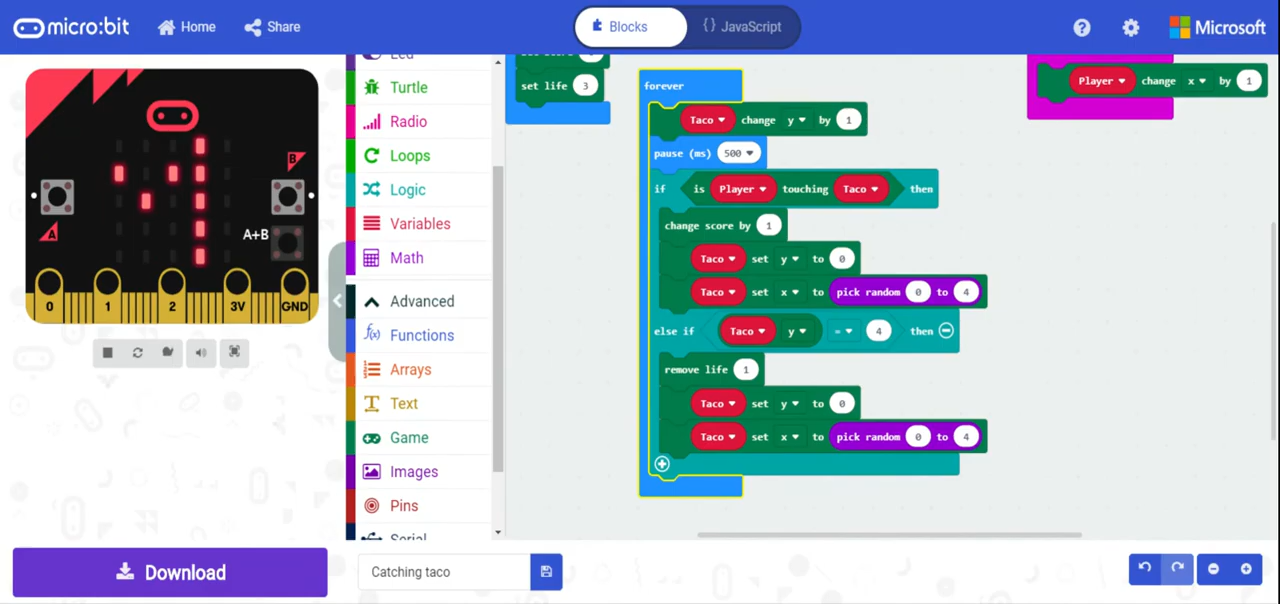 micro:bit Home Share Blocks {} JavaScript ? Microsoft
A
B
A+B
0 1 2 3V GND
Led
Turtle
Radio
Loops
Logic
Variables
Math
Advanced
f(x) Functions
Arrays
Text
Game
Images
Pins
Serial
set life 3
forever
Taco change y by 1
pause (ms) 500
if is Player touching Taco then
change score by 1
Taco set y to 0
Taco set x to pick random 0 to 4
else if Taco y = 4 then
remove life 1
Taco set y to 0
Taco set x to pick random 0 to 4
Player change x by 1
Download
Catching taco